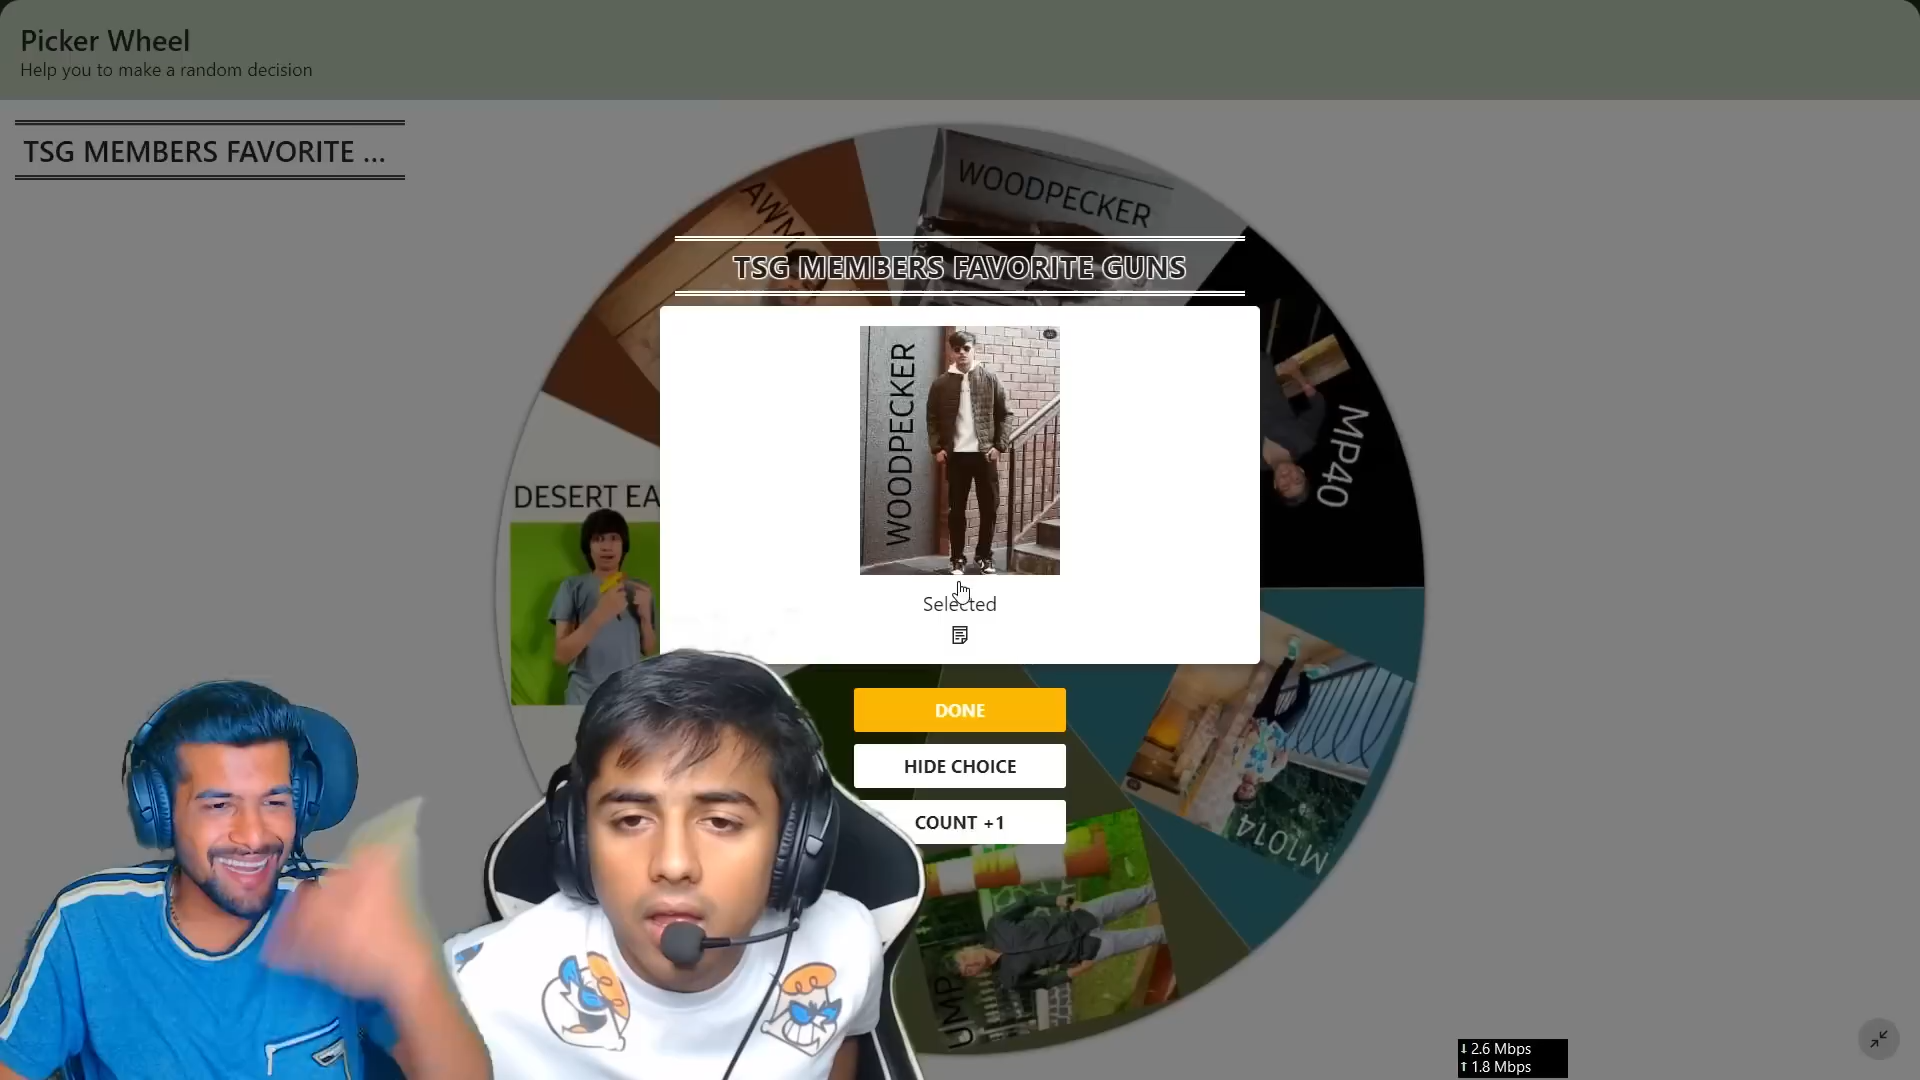 Picker Wheel
Help you to make a random decision
TSG MEMBERS FAVORITE ...
AWM
WOODPECKER
TSG MEMBERS FAVORITE GUNS
WOODPECKER
MP40
DESERT EA
Selected
DONE
HIDE CHOICE
COUNT +1
M1014
UMP
↓ 2.6 Mbps
↑ 1.8 Mbps